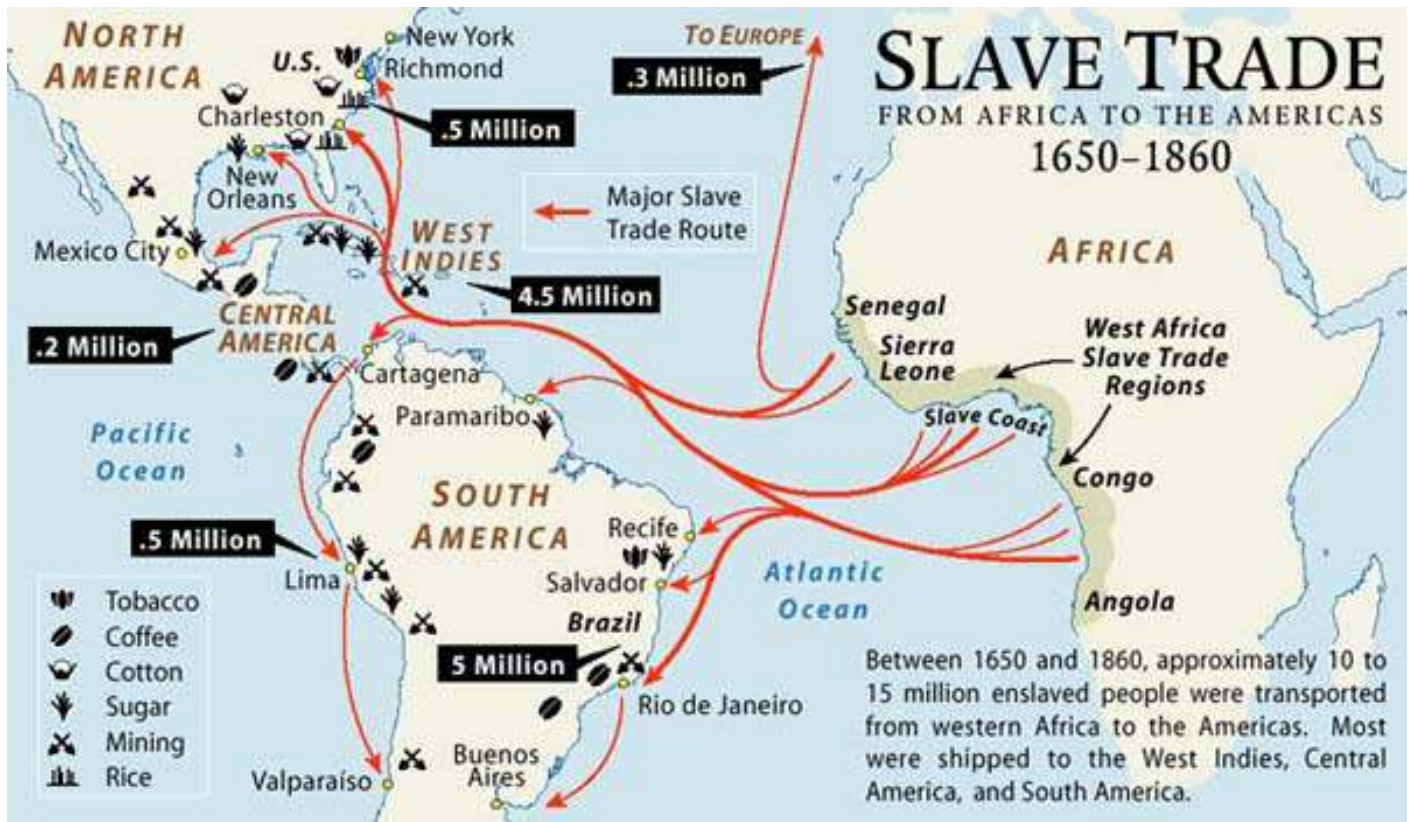 SLAVE TRADE
FROM AFRICA TO THE AMERICAS
1650–1860
NORTH
AMERICA
U.S.
New York
Richmond
Charleston
.5 Million
New
Orleans
Mexico City
TO EUROPE
.3 Million
Major Slave
Trade Route
WEST
INDIES
4.5 Million
CENTRAL
AMERICA
.2 Million
Cartagena
Paramaribo
Pacific
Ocean
SOUTH
AMERICA
Recife
Salvador
Brazil
5 Million
Rio de Janeiro
.5 Million
Lima
Valparaíso
Buenos
Aires
Atlantic
Ocean
AFRICA
Senegal
Sierra
Leone
West Africa
Slave Trade
Regions
Slave Coast
Congo
Angola
Tobacco
Coffee
Cotton
Sugar
Mining
Rice
Between 1650 and 1860, approximately 10 to
15 million enslaved people were transported
from western Africa to the Americas. Most
were shipped to the West Indies, Central
America, and South America.